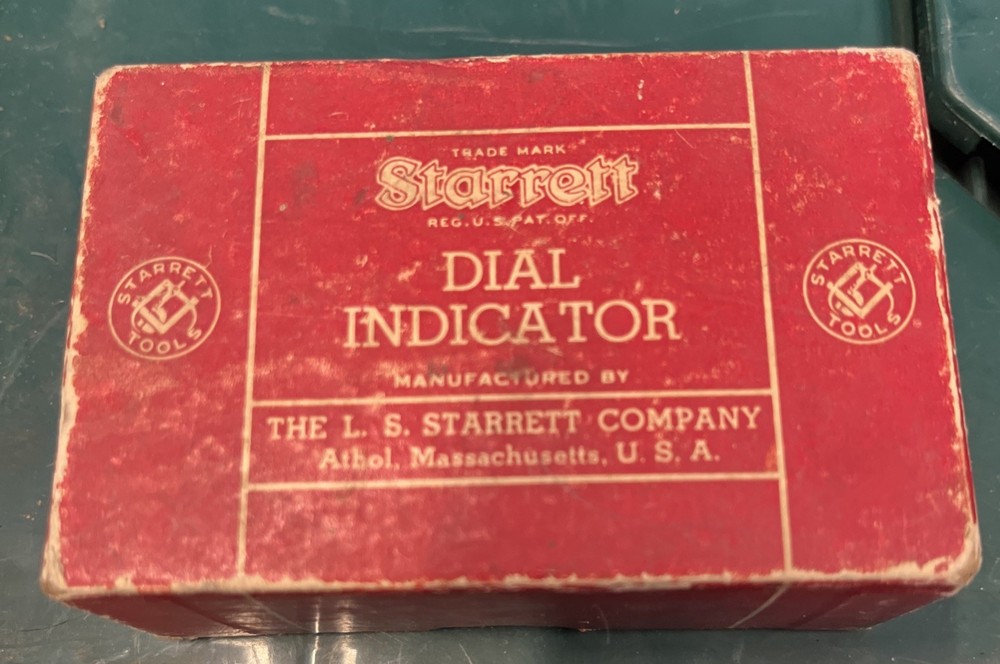 TRADE MARK
Starrett
REG. U. S. PAT. OFF.
DIAL
INDICATOR
MANUFACTURED BY
THE L. S. STARRETT COMPANY
Athol, Massachusetts, U. S. A.
STARRETT
TOOLS
STARRETT
TOOLS
®